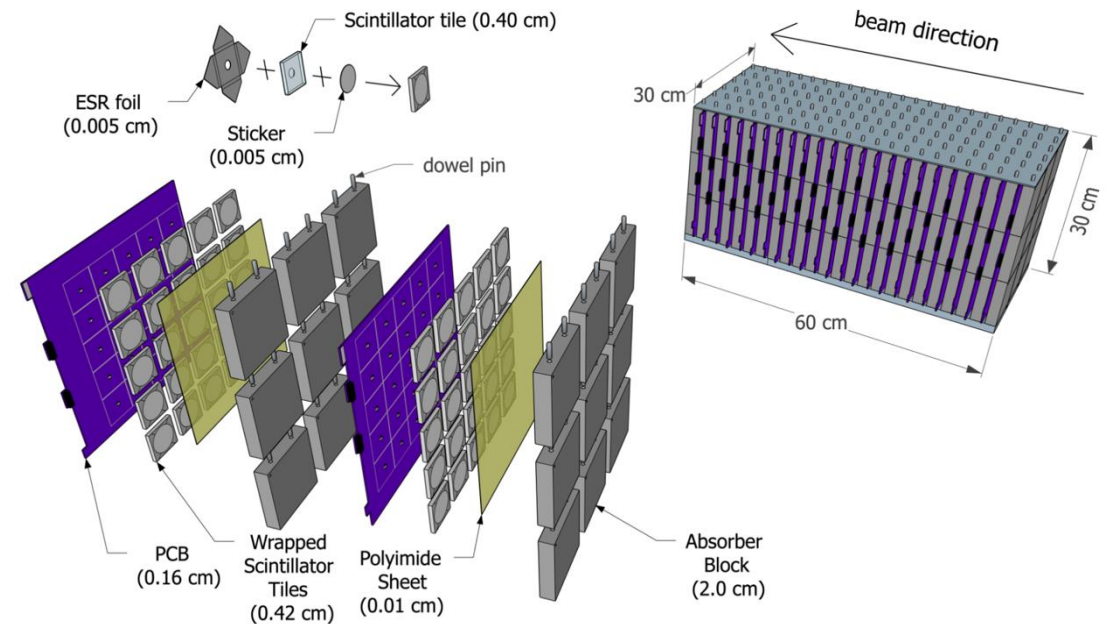 Scintillator tile (0.40 cm)
ESR foil
(0.005 cm)
Sticker
(0.005 cm)
dowel pin
beam direction
30 cm
30 cm
60 cm
PCB
(0.16 cm)
Wrapped
Scintillator
Tiles
(0.42 cm)
Polyimide
Sheet
(0.01 cm)
Absorber
Block
(2.0 cm)